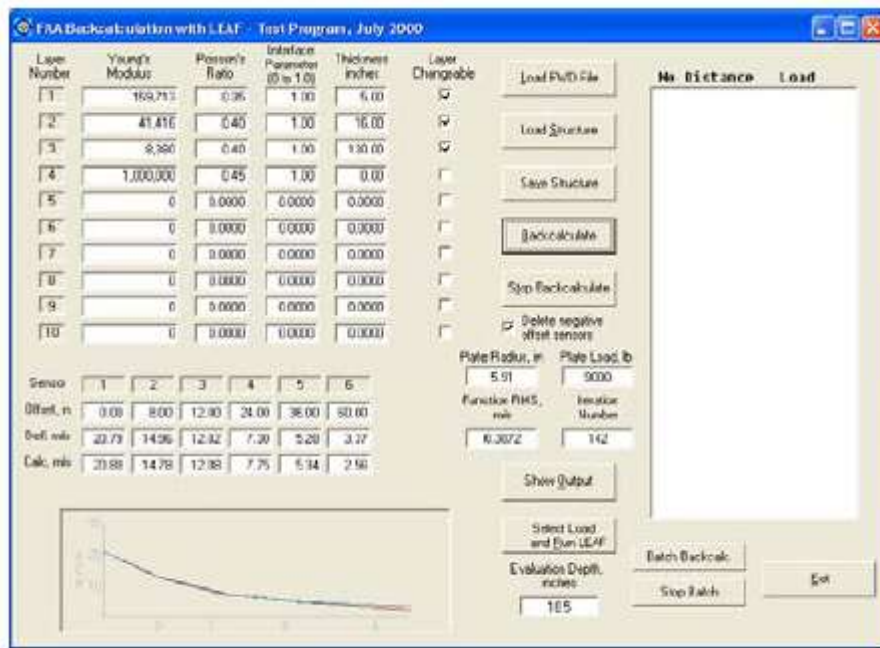 FAA Backcalculation with LEAF - Test Program, July 2000
Layer Number Young's Modulus Poisson's Ratio Interface Parameter (0 to 1.0) Thickness inches Layer Changeable
1 169,713 0.35 1.00 6.00
2 41,416 0.40 1.00 16.00
3 9,380 0.40 1.00 130.00
4 1,000,000 0.45 1.00 0.00
5 0 0.0000 0.0000 0.0000
6 0 0.0000 0.0000 0.0000
7 0 0.0000 0.0000 0.0000
8 0 0.0000 0.0000 0.0000
9 0 0.0000 0.0000 0.0000
10 0 0.0000 0.0000 0.0000
Load FWD File
Load Structure
Save Structure
Backcalculate
Stop Backcalculate
Delete negative
offset sensors
Plate Radius, in Plate Load, lb
5.91 9000
Function RMS, mils Iteration Number
0.3072 142
Show Output
Select Load
and Run LEAF
Evaluation Depth,
inches
185
No Distance Load
Batch Backcalc.
Stop Batch
Exit
Sensor 1 2 3 4 5 6
Offset, in 0.00 8.00 12.00 24.00 36.00 60.00
Defl, mils 20.79 14.96 12.02 7.30 5.20
Calc, mils 20.88 14.78 12.08 7.75 5.34 2.56